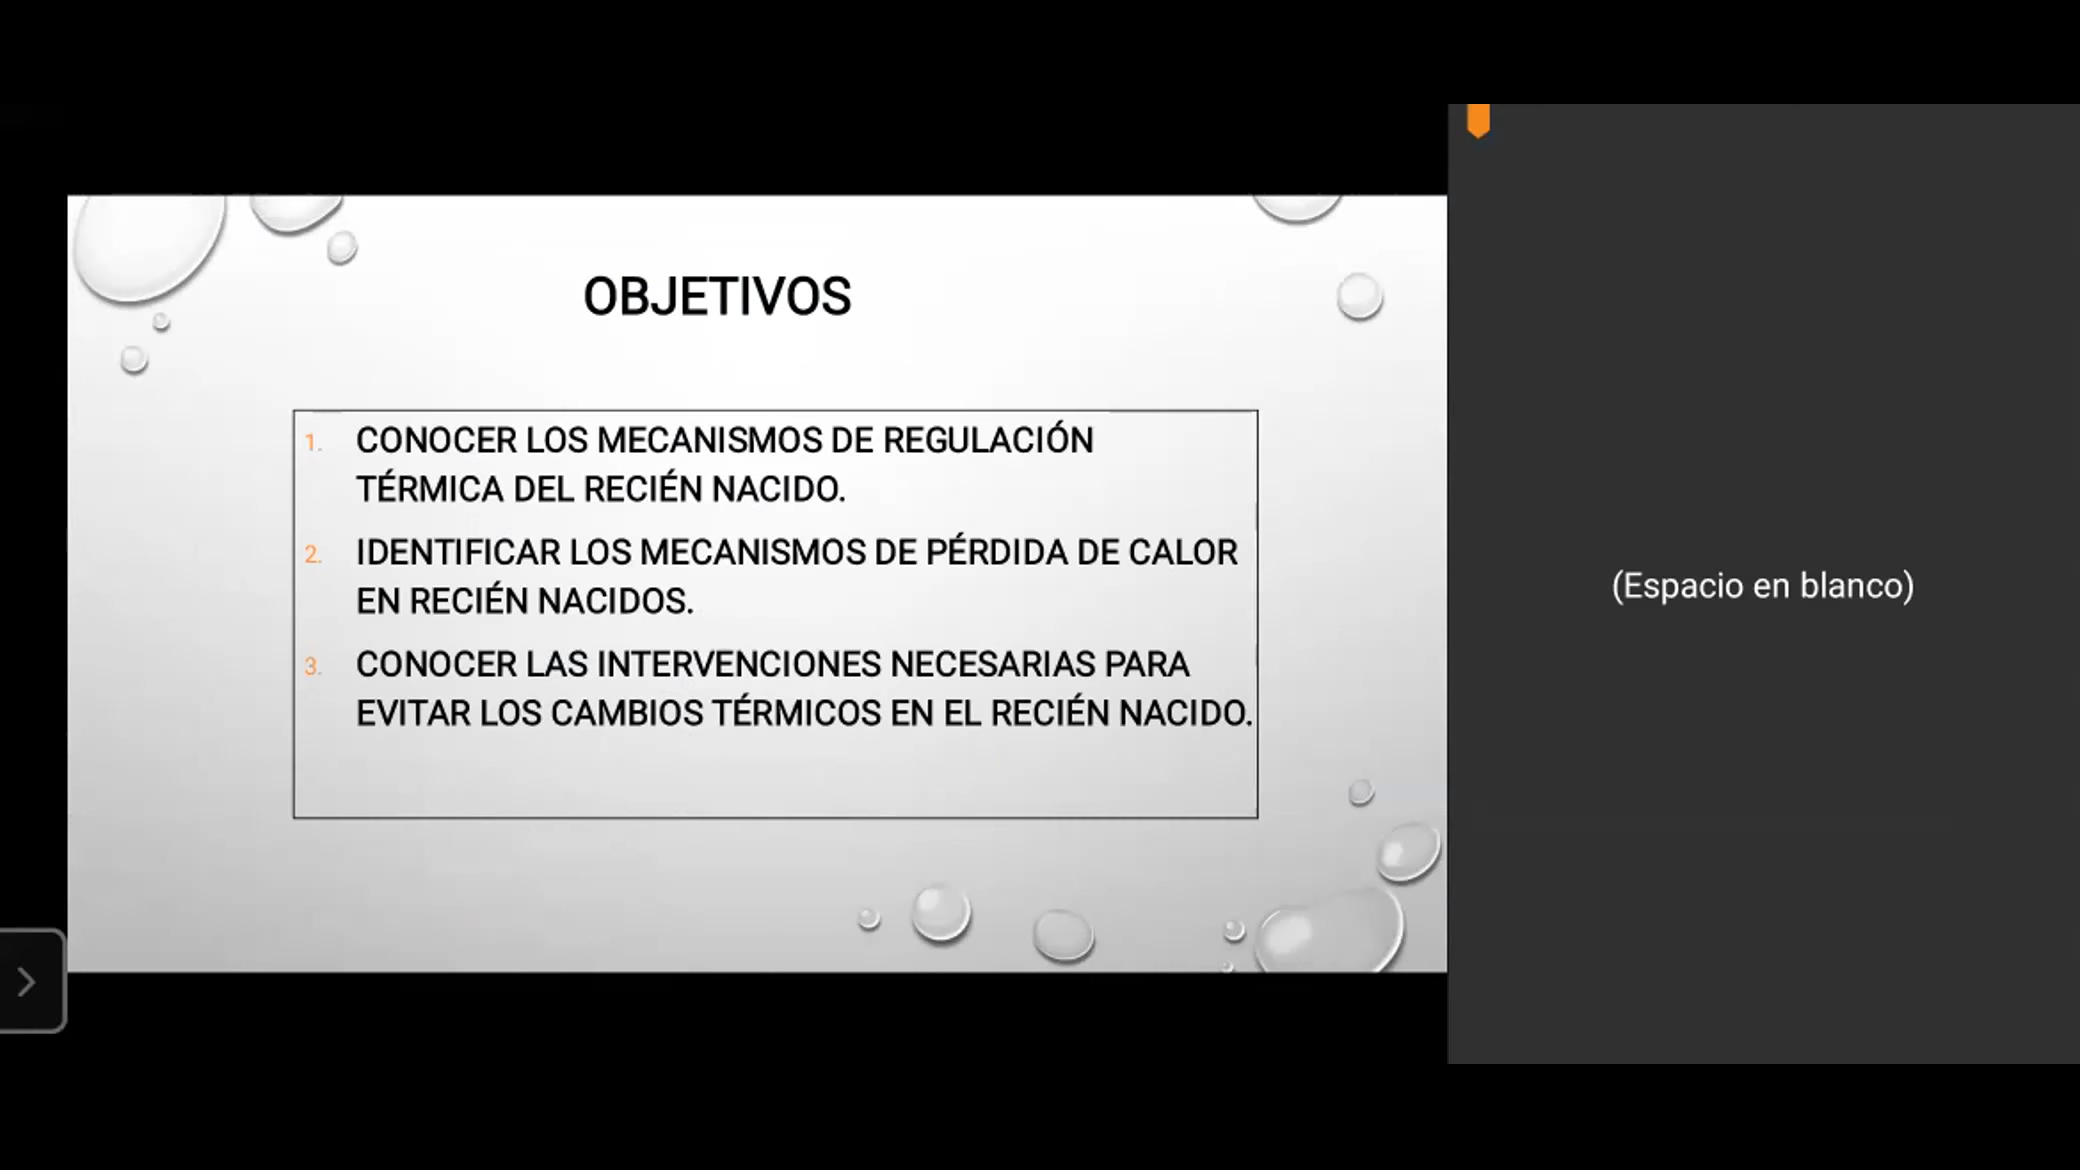 OBJETIVOS
1. CONOCER LOS MECANISMOS DE REGULACIÓN
TÉRMICA DEL RECIÉN NACIDO.
2. IDENTIFICAR LOS MECANISMOS DE PÉRDIDA DE CALOR
EN RECIÉN NACIDOS.
3. CONOCER LAS INTERVENCIONES NECESARIAS PARA
EVITAR LOS CAMBIOS TÉRMICOS EN EL RECIÉN NACIDO.
(Espacio en blanco)